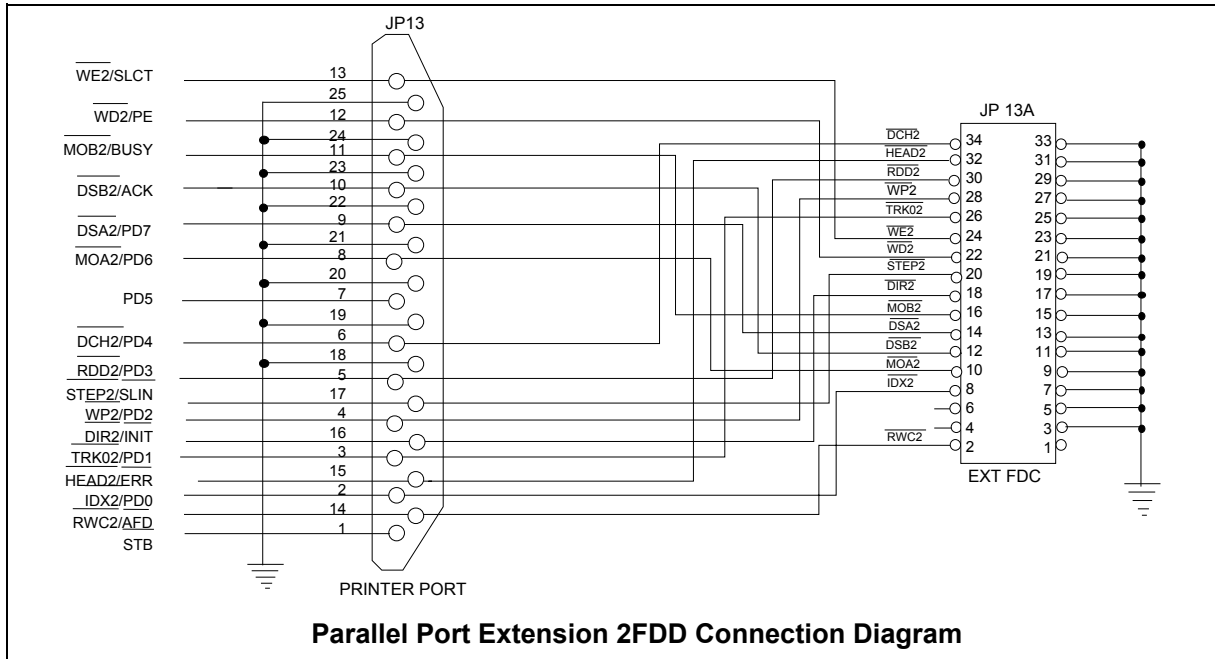 JP13
WE2/SLCT
WD2/PE
MOB2/BUSY
DSB2/ACK
DSA2/PD7
MOA2/PD6
PD5
DCH2/PD4
RDD2/PD3
STEP2/SLIN
WP2/PD2
DIR2/INIT
TRK02/PD1
HEAD2/ERR
IDX2/PD0
RWC2/AFD
STB
13
25
12
24
11
23
10
22
9
21
8
20
7
19
6
18
5
17
4
16
3
15
2
14
1
PRINTER PORT
JP 13A
DCH2 34 33
HEAD2 32 31
RDD2 30 29
WP2 28 27
TRK02 26 25
WE2 24 23
WD2 22 21
STEP2 20 19
DIR2 18 17
MOB2 16 15
DSA2 14 13
DSB2 12 11
MOA2 10 9
IDX2 8 7
6 5
4 3
RWC2 2 1
EXT FDC
Parallel Port Extension 2FDD Connection Diagram